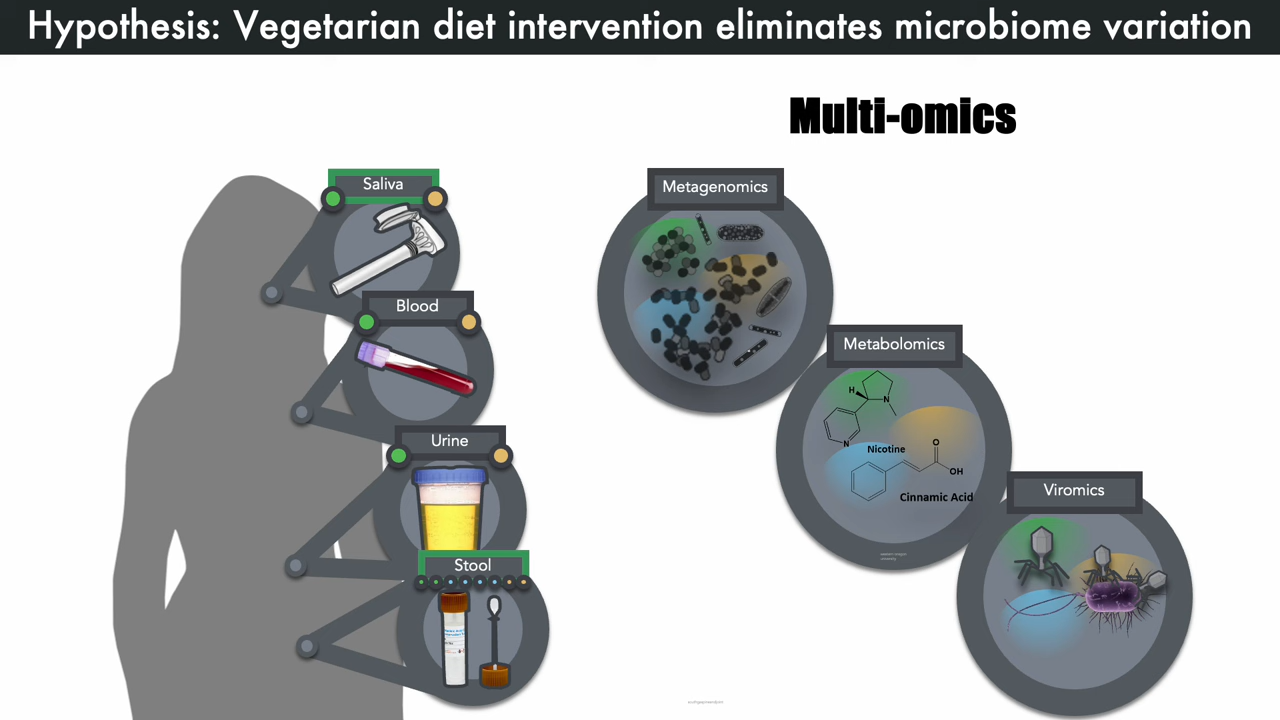 Hypothesis: Vegetarian diet intervention eliminates microbiome variation
Multi-omics
Saliva
Blood
Urine
Stool
Metagenomics
Metabolomics
H
N
N
Nicotine
O
OH
Cinnamic Acid
Viromics